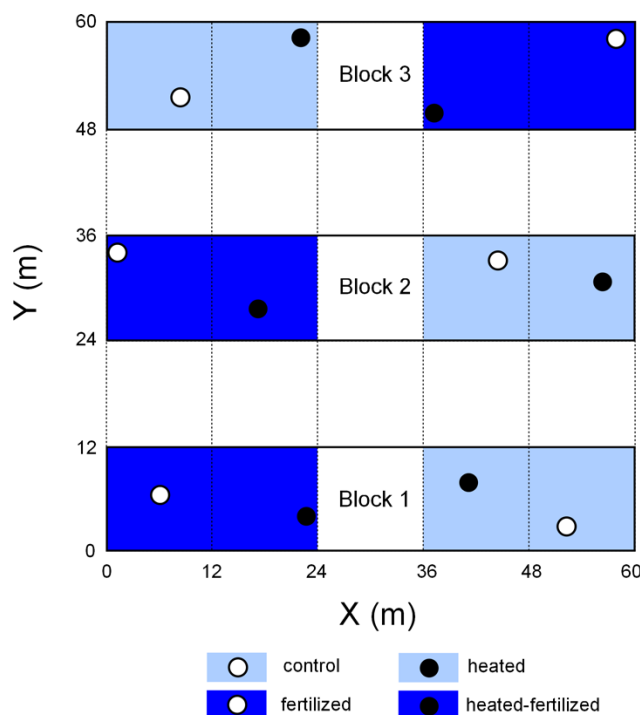 60
Block 3
48
36
Block 2
24
12
Block 1
0
0 12 24 36 48 60
Y (m)
X (m)
control heated
fertilized heated-fertilized